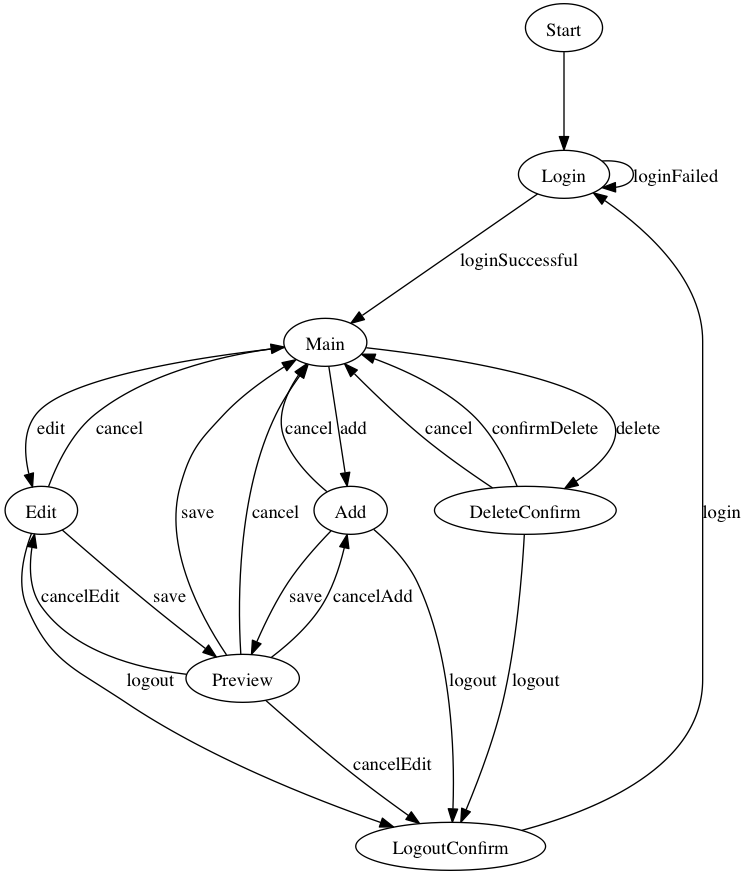 Start
Login
loginFailed
loginSuccessful
Main
edit
cancel
cancel
add
cancel
confirmDelete
delete
save
cancel
Edit
Add
DeleteConfirm
login
cancelEdit
save
save
cancelAdd
logout
Preview
logout
logout
cancelEdit
LogoutConfirm